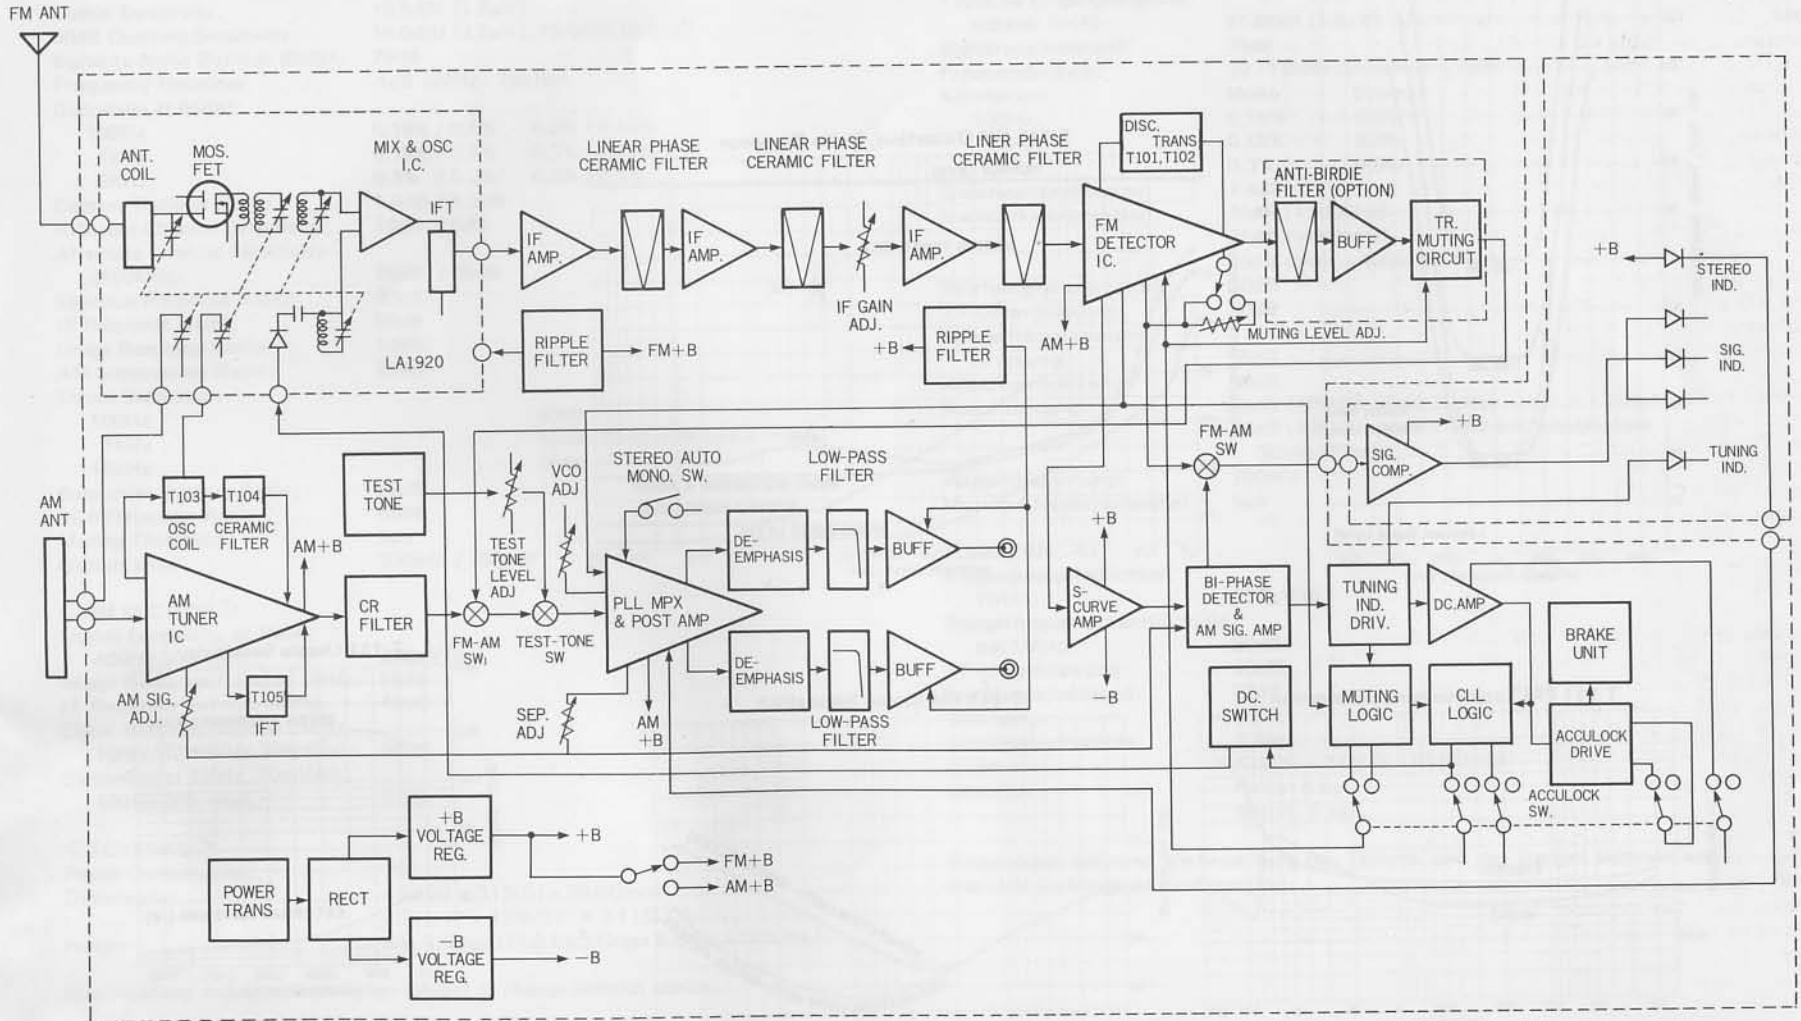 FM ANT
ANT.
COIL
MOS.
FET
MIX & OSC
I.C.
IFT
LA1920
LINEAR PHASE
CERAMIC FILTER
LINEAR PHASE
CERAMIC FILTER
LINER PHASE
CERAMIC FILTER
IF
AMP.
IF
AMP.
IF GAIN
ADJ.
IF
AMP.
DISC.
TRANS
T101,T102
FM
DETECTOR
IC.
ANTI-BIRDIE
FILTER (OPTION)
BUFF
TR.
MUTING
CIRCUIT
MUTING LEVEL ADJ.
+B
STEREO
IND.
SIG.
IND.
TUNING
IND.
RIPPLE
FILTER
FM+B
+B
RIPPLE
FILTER
AM+B
FM-AM
SW
SIG.
COMP.
+B
AM
ANT
T103
OSC
COIL
T104
CERAMIC
FILTER
AM+B
AM
TUNER
IC
AM SIG.
ADJ.
T105
IFT
TEST
TONE
CR
FILTER
TEST
TONE
LEVEL
ADJ
FM-AM
SW₁
TEST-TONE
SW
VCO
ADJ
STEREO AUTO
MONO. SW.
PLL MPX
& POST AMP
SEP.
ADJ
AM
+B
LOW-PASS
FILTER
DE-
EMPHASIS
BUFF
DE-
EMPHASIS
BUFF
LOW-PASS
FILTER
+B
S-
CURVE
AMP
−B
BI-PHASE
DETECTOR
&
AM SIG. AMP
TUNING
IND.
DRIV.
DC.AMP
BRAKE
UNIT
DC.
SWITCH
MUTING
LOGIC
CLL
LOGIC
ACCULOCK
DRIVE
ACCULOCK
SW.
POWER
TRANS
RECT
+B
VOLTAGE
REG.
+B
FM+B
AM+B
−B
VOLTAGE
REG.
−B